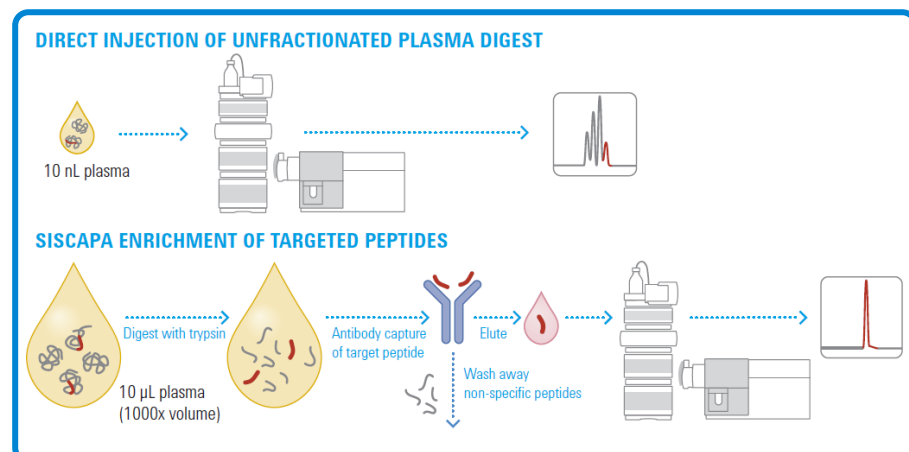 DIRECT INJECTION OF UNFRACTIONATED PLASMA DIGEST
10 nL plasma
SISCAPA ENRICHMENT OF TARGETED PEPTIDES
Digest with trypsin
10 µL plasma
(1000x volume)
Antibody capture
of target peptide
Elute
Wash away
non-specific peptides